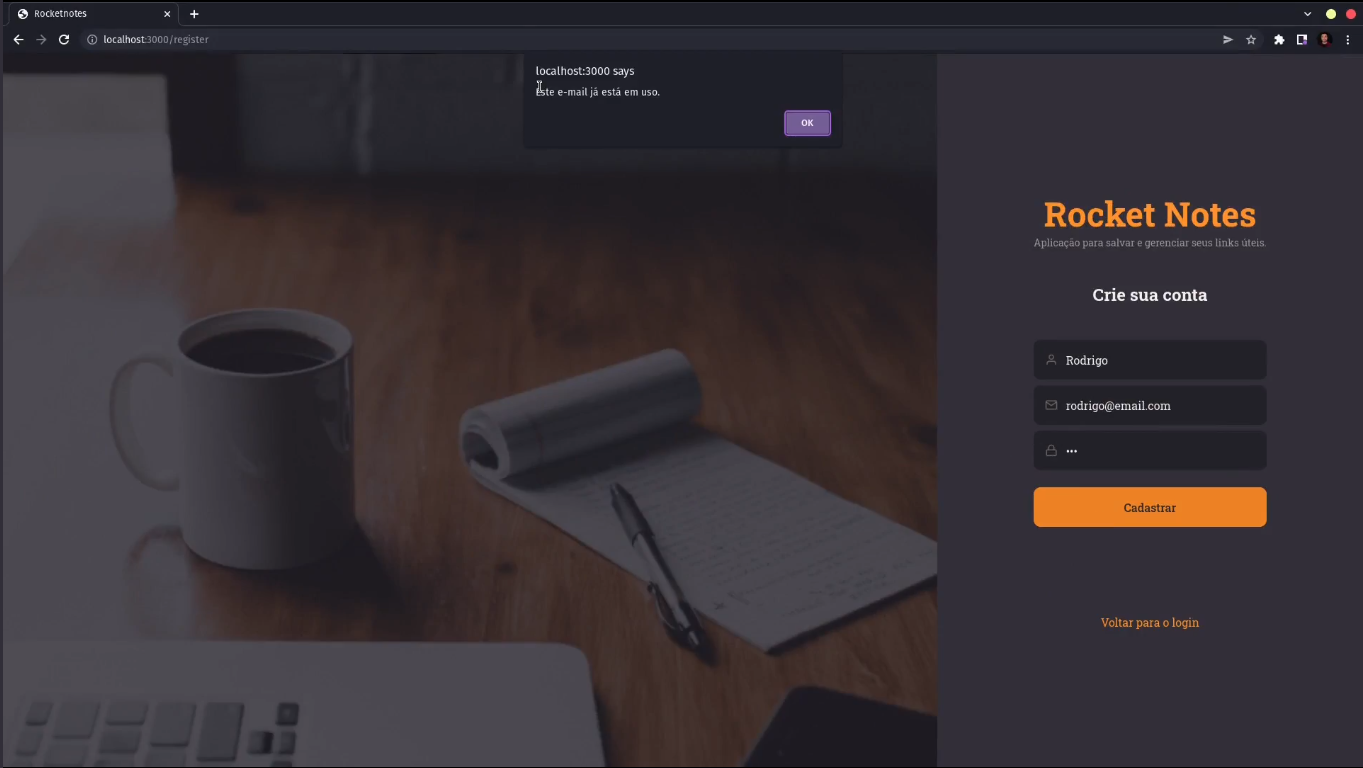 Rocketnotes
localhost:3000/register
localhost:3000 says
Este e-mail já está em uso.
OK
Rocket Notes
Aplicação para salvar e gerenciar seus links úteis.
Crie sua conta
Rodrigo
rodrigo@email.com
•••
Cadastrar
Voltar para o login